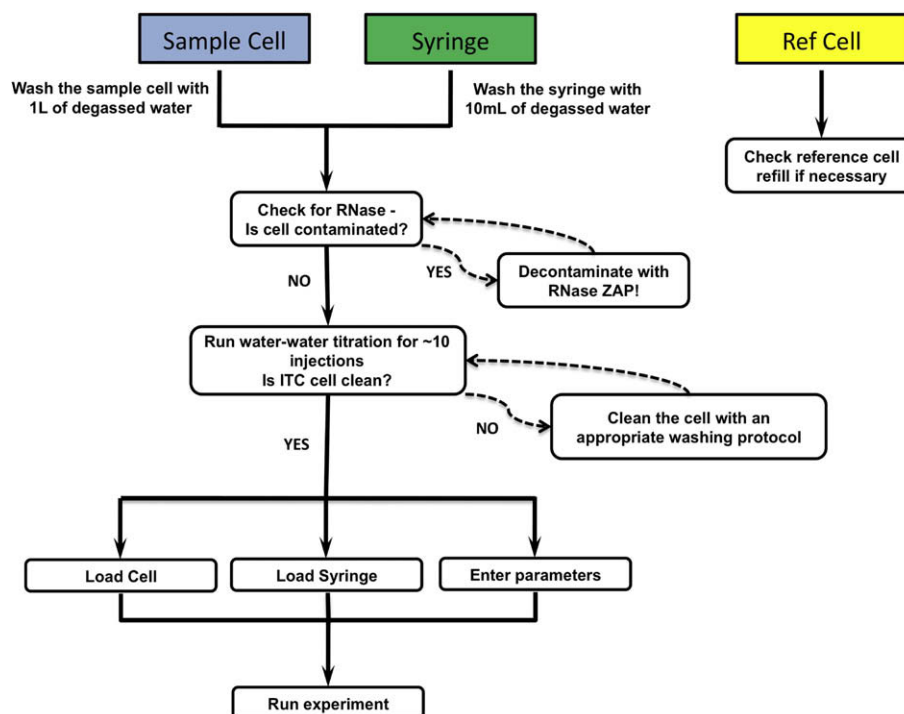 Sample Cell
Syringe
Ref Cell
Wash the sample cell with
1L of degassed water
Wash the syringe with
10mL of degassed water
Check reference cell
refill if necessary
Check for RNase -
Is cell contaminated?
YES
Decontaminate with
RNase ZAP!
NO
Run water-water titration for ~10
injections
Is ITC cell clean?
NO
Clean the cell with an
appropriate washing protocol
YES
Load Cell
Load Syringe
Enter parameters
Run experiment